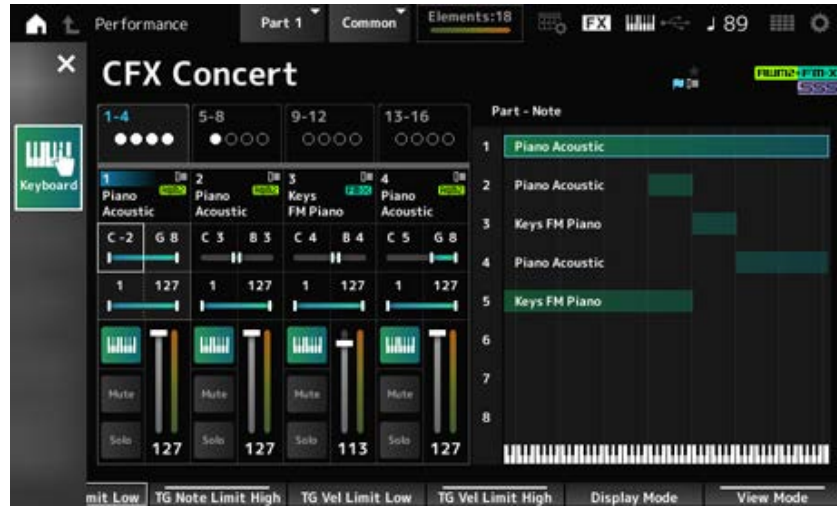 Performance
Part 1
Common
Elements:18
FX
♩ 89
×
CFX Concert
AWM2+FM-X
SSS
Keyboard
1-4
5-8
9-12
13-16
1
Piano
Acoustic
2
Piano
Acoustic
3
Keys
FM Piano
4
Piano
Acoustic
C -2 G 8
C 3 B 3
C 4 B 4
C 5 G 8
1 127
1 127
1 127
1 127
Mute
Mute
Mute
Mute
Solo
Solo
Solo
Solo
127
127
113
127
Part - Note
1 Piano Acoustic
2 Piano Acoustic
3 Keys FM Piano
4 Piano Acoustic
5 Keys FM Piano
6
7
8
mit Low
TG Note Limit High
TG Vel Limit Low
TG Vel Limit High
Display Mode
View Mode